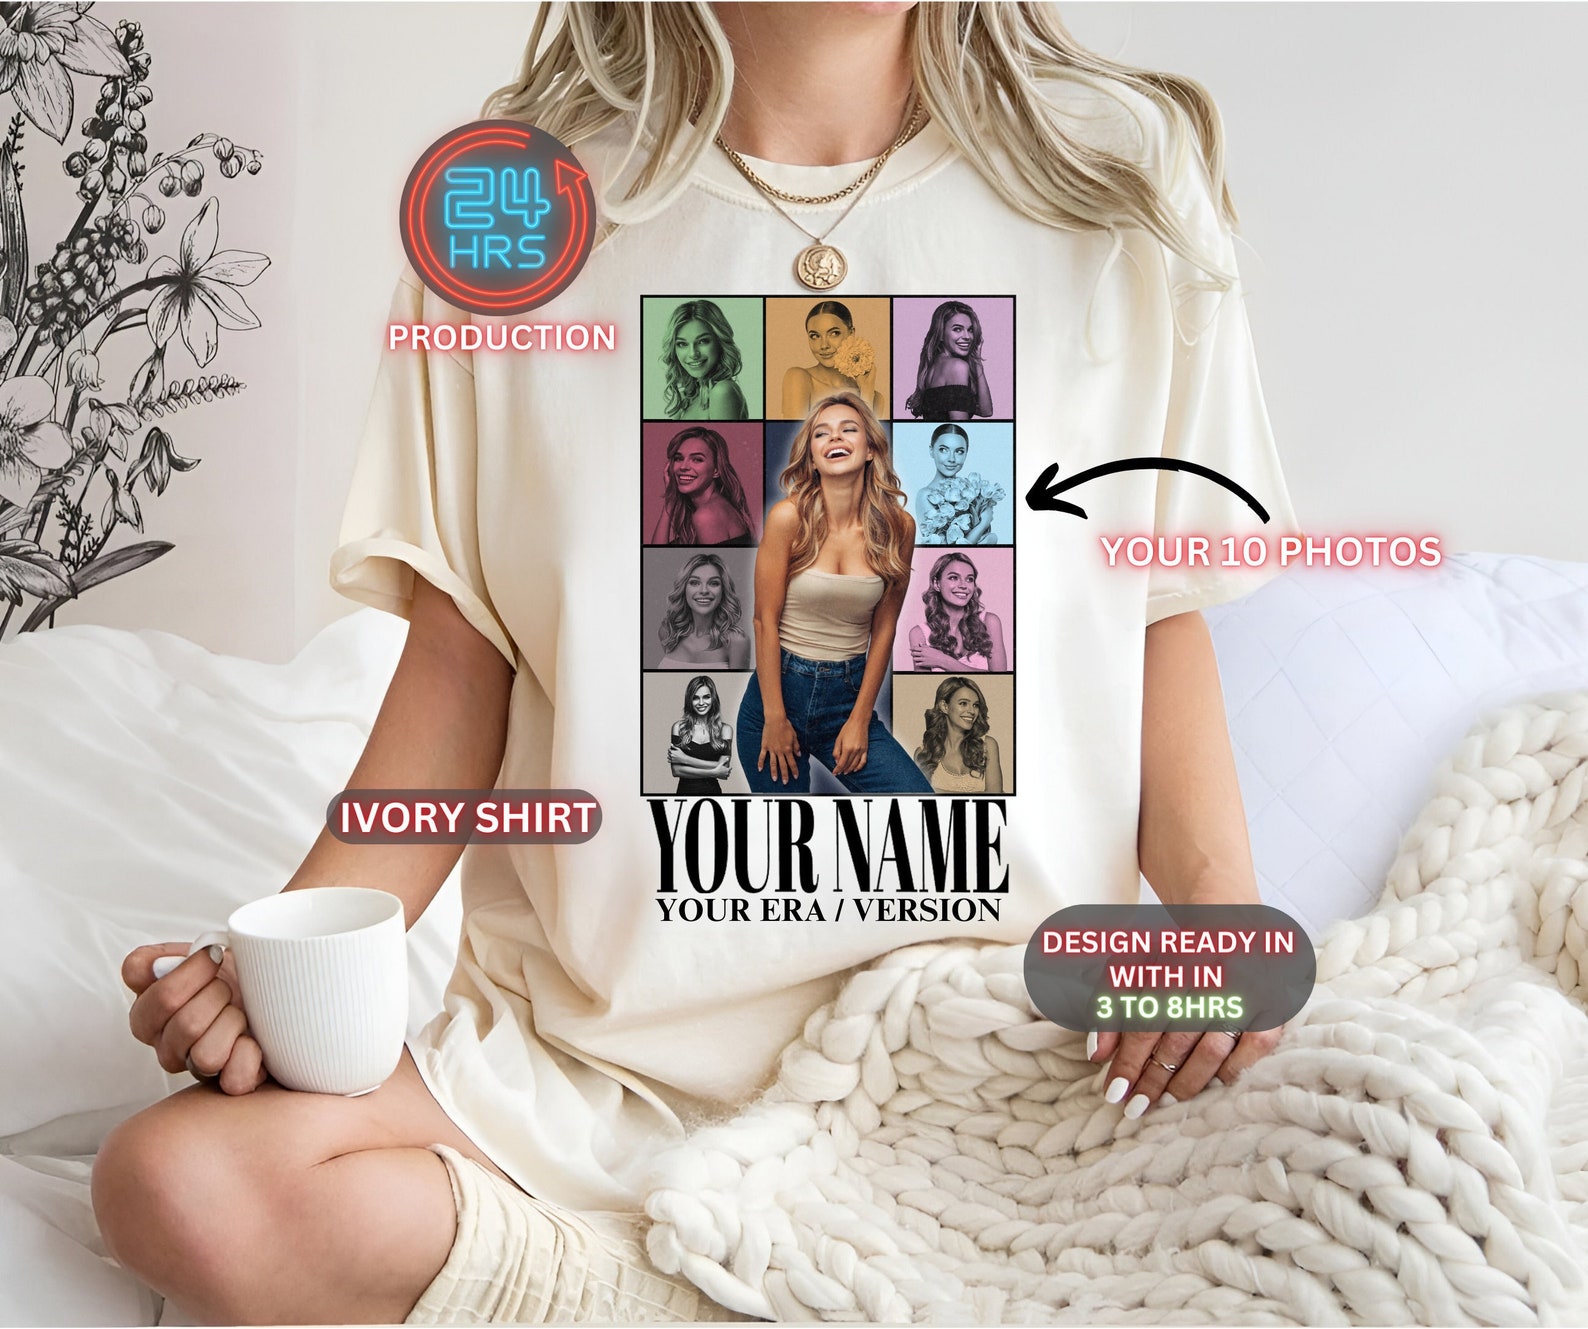 24
HRS
PRODUCTION
YOUR 10 PHOTOS
IVORY SHIRT
YOUR NAME
YOUR ERA / VERSION
DESIGN READY IN
WITH IN
3 TO 8HRS